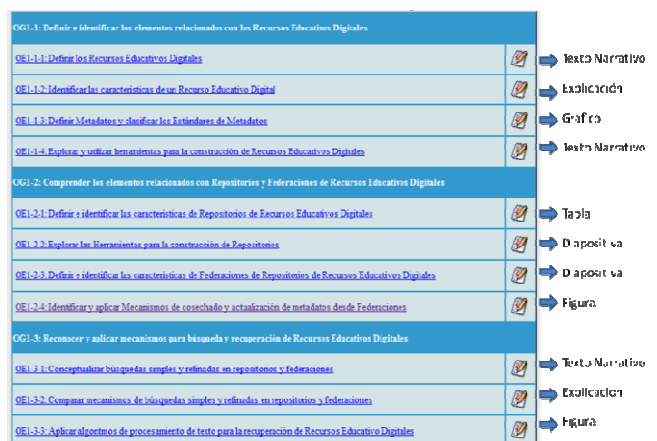 OG1-1: Definir e identificar los elementos relacionados con los Recursos Educativos Digitales
OE1-1-1: Definir los Recursos Educativos Digitales
Texto Narrativo
OE1-1-2: Identificar las características de un Recurso Educativo Digital
Explicación
OE1-1-3: Definir Metadatos y clasificar los Estándares de Metadatos
Grafico
OE1-1-4: Explorar y utilizar herramientas para la construcción de Recursos Educativos Digitales
Texto Narrativo
OG1-2: Comprender los elementos relacionados con Repositorios y Federaciones de Recursos Educativos Digitales
OE1-2-1: Definir e identificar las características de Repositorios de Recursos Educativos Digitales
Tabla
OE1-2-2: Explorar las Herramientas para la construcción de Repositorios
Diapositiva
OE1-2-3: Definir e identificar las características de Federaciones de Repositorios de Recursos Educativos Digitales
Diapositiva
OE1-2-4: Identificar y aplicar Mecanismos de cosechado y actualización de metadatos desde Federaciones
Figura
OG1-3: Reconocer y aplicar mecanismos para búsqueda y recuperación de Recursos Educativos Digitales
OE1-3-1: Conceptualizar búsquedas simples y refinadas en repositorios y federaciones
Texto Narrativo
OE1-3-2: Comparar mecanismos de búsquedas simples y refinadas en repositorios y federaciones
Explicacion
OE1-3-3: Aplicar algoritmos de procesamiento de texto para la recuperación de Recursos Educativo Digitales
Figura